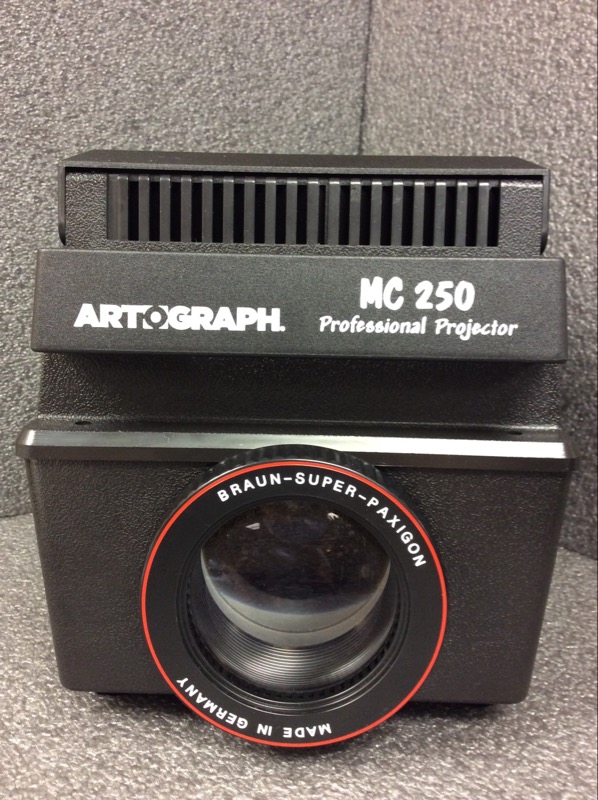 ARTOGRAPH.
MC 250
Professional Projector
BRAUN-SUPER-PAXIGON
MADE IN GERMANY